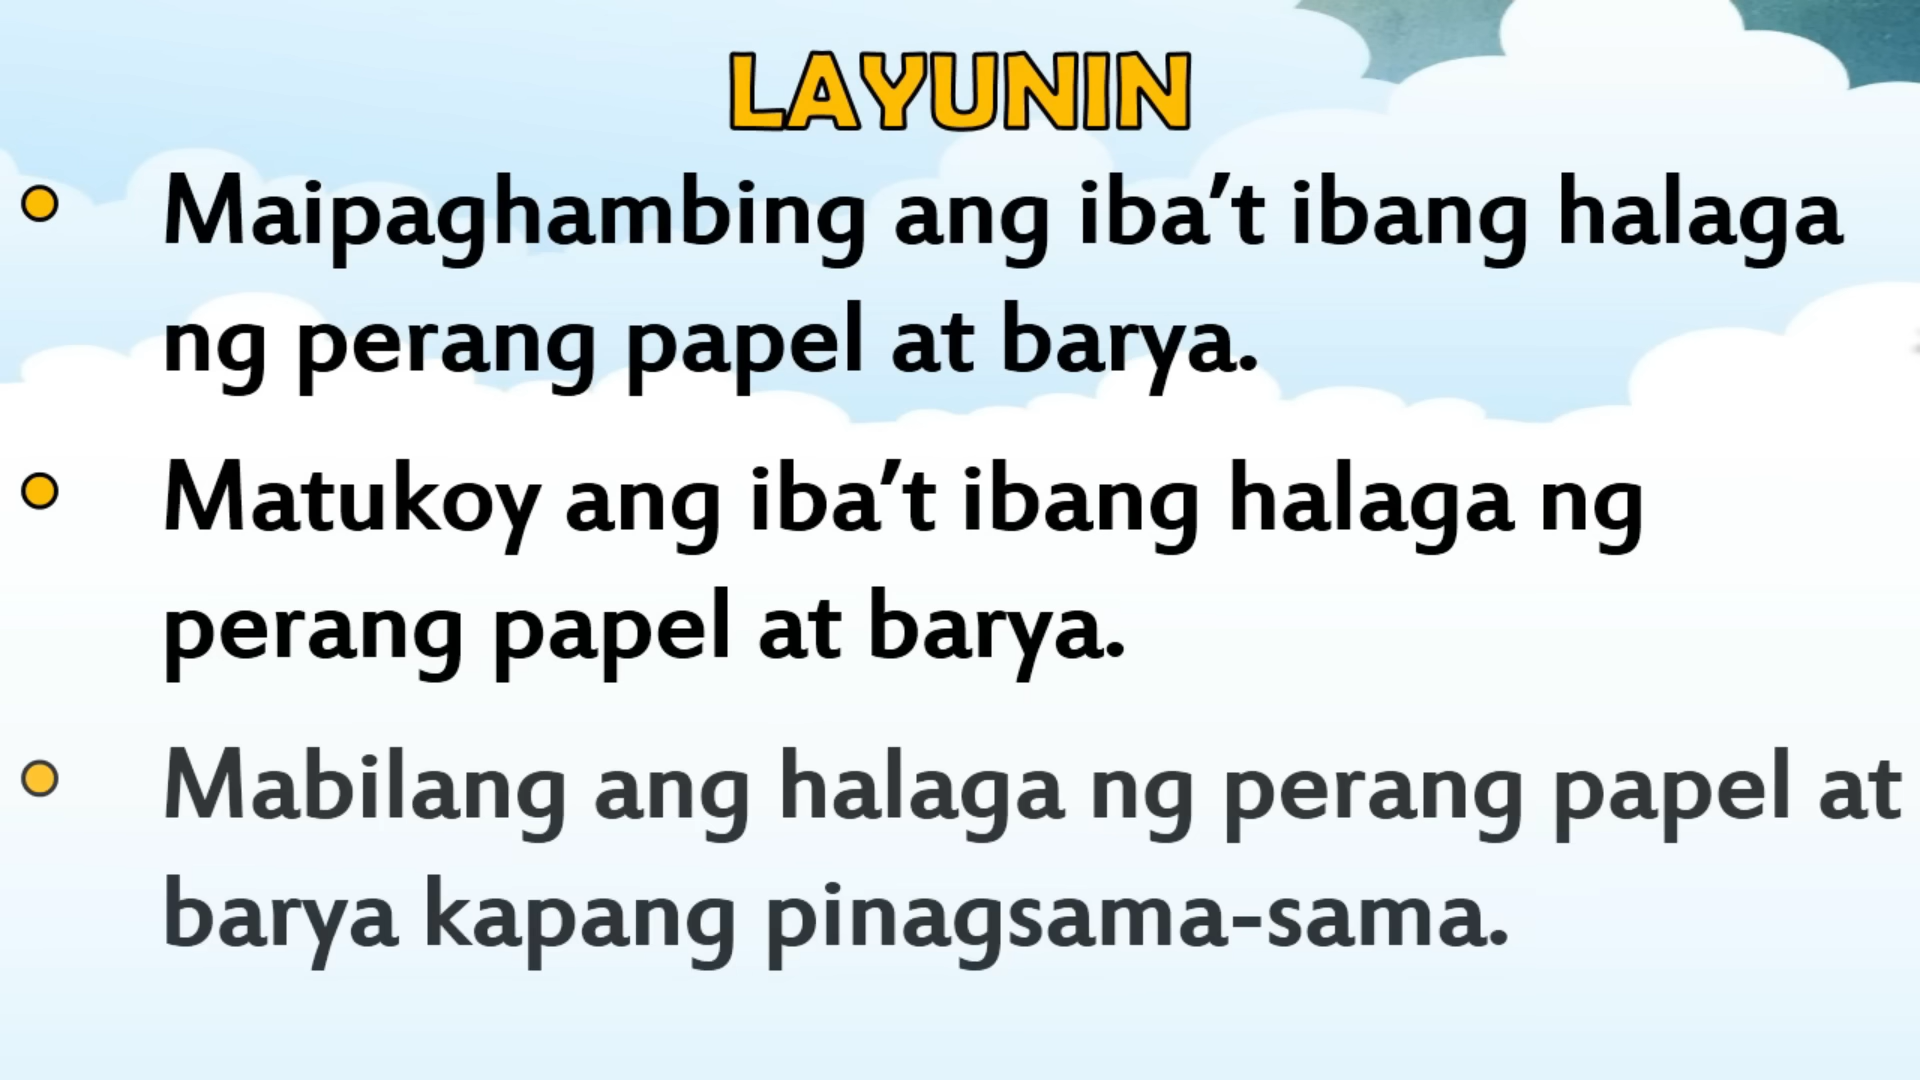 LAYUNIN
• Maipaghambing ang iba’t ibang halaga
ng perang papel at barya.
• Matukoy ang iba’t ibang halaga ng
perang papel at barya.
• Mabilang ang halaga ng perang papel at
barya kapang pinagsama-sama.